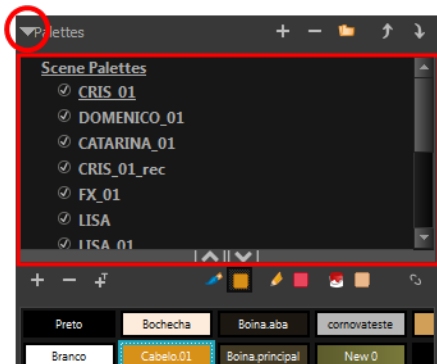 Palettes
Scene Palettes
CRIS_01
DOMENICO_01
CATARINA_01
CRIS_01_rec
FX_01
LISA
LISA_01
Preto Bochecha Boina.aba cornovateste
Branco Cabelo.01 Boina.principal New 0